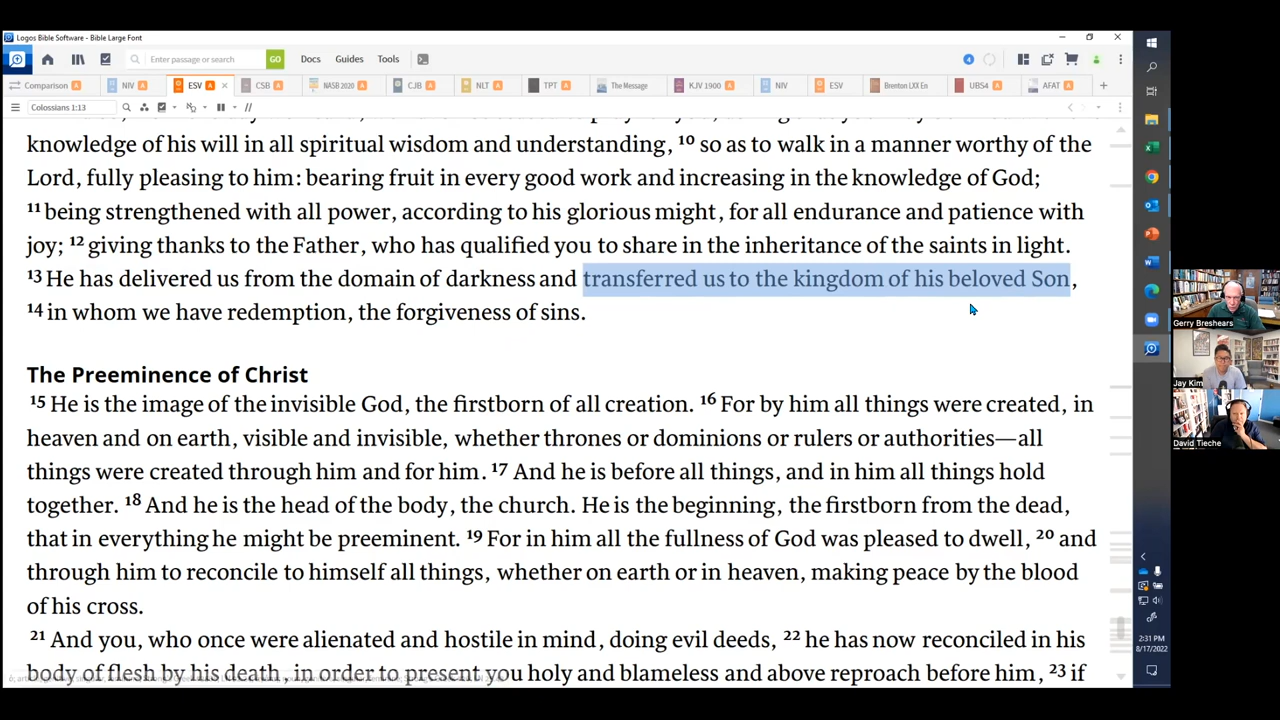 Logos Bible Software - Bible Large Font
Enter passage or search
GO
Docs
Guides
Tools
4
Comparison A
NIV A
ESV A
CSB A
NASB 2020 A
CJB A
NLT A
TPT A
The Message
KJV 1900 A
NIV
ESV
Brenton LXX En
UBS4 A
AFAT A
Colossians 1:13
knowledge of his will in all spiritual wisdom and understanding, 10 so as to walk in a manner worthy of the
Lord, fully pleasing to him: bearing fruit in every good work and increasing in the knowledge of God;
11 being strengthened with all power, according to his glorious might, for all endurance and patience with
joy; 12 giving thanks to the Father, who has qualified you to share in the inheritance of the saints in light.
13 He has delivered us from the domain of darkness and transferred us to the kingdom of his beloved Son,
14 in whom we have redemption, the forgiveness of sins.
The Preeminence of Christ
15 He is the image of the invisible God, the firstborn of all creation. 16 For by him all things were created, in
heaven and on earth, visible and invisible, whether thrones or dominions or rulers or authorities—all
things were created through him and for him. 17 And he is before all things, and in him all things hold
together. 18 And he is the head of the body, the church. He is the beginning, the firstborn from the dead,
that in everything he might be preeminent. 19 For in him all the fullness of God was pleased to dwell, 20 and
through him to reconcile to himself all things, whether on earth or in heaven, making peace by the blood
of his cross.
21 And you, who once were alienated and hostile in mind, doing evil deeds, 22 he has now reconciled in his
body of flesh by his death, in order to present you holy and blameless and above reproach before him, 23 if
Gerry Breshears
Jay Kim
David Tieche
2:31 PM
8/17/2022